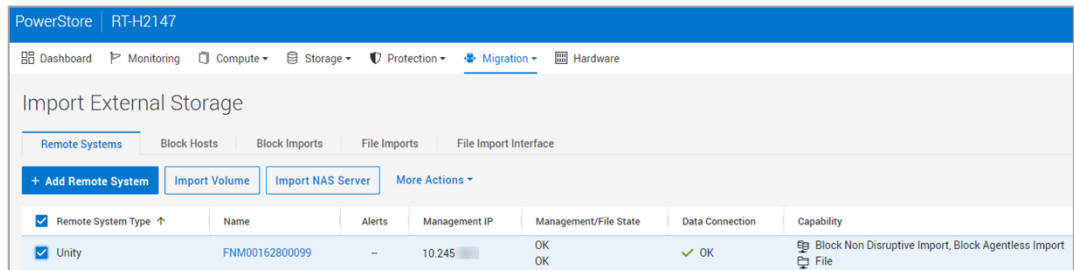 PowerStore RT-H2147
Dashboard Monitoring Compute Storage Protection Migration Hardware
Import External Storage
Remote Systems Block Hosts Block Imports File Imports File Import Interface
+ Add Remote System Import Volume Import NAS Server More Actions
Remote System Type ↑ Name Alerts Management IP Management/File State Data Connection Capability
Unity FNM00162800099 -- 10.245 OK OK Block Non Disruptive Import, Block Agentless Import
OK File